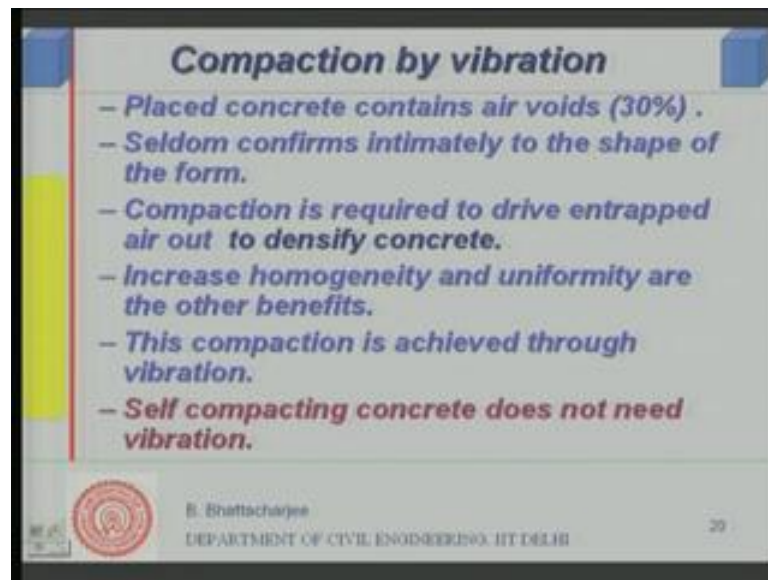 Compaction by vibration
– Placed concrete contains air voids (30%) .
– Seldom confirms intimately to the shape of
the form.
– Compaction is required to drive entrapped
air out to densify concrete.
– Increase homogeneity and uniformity are
the other benefits.
– This compaction is achieved through
vibration.
– Self compacting concrete does not need
vibration.
B. Bhattacharjee
DEPARTMENT OF CIVIL ENGINEERING, IIT DELHI
20